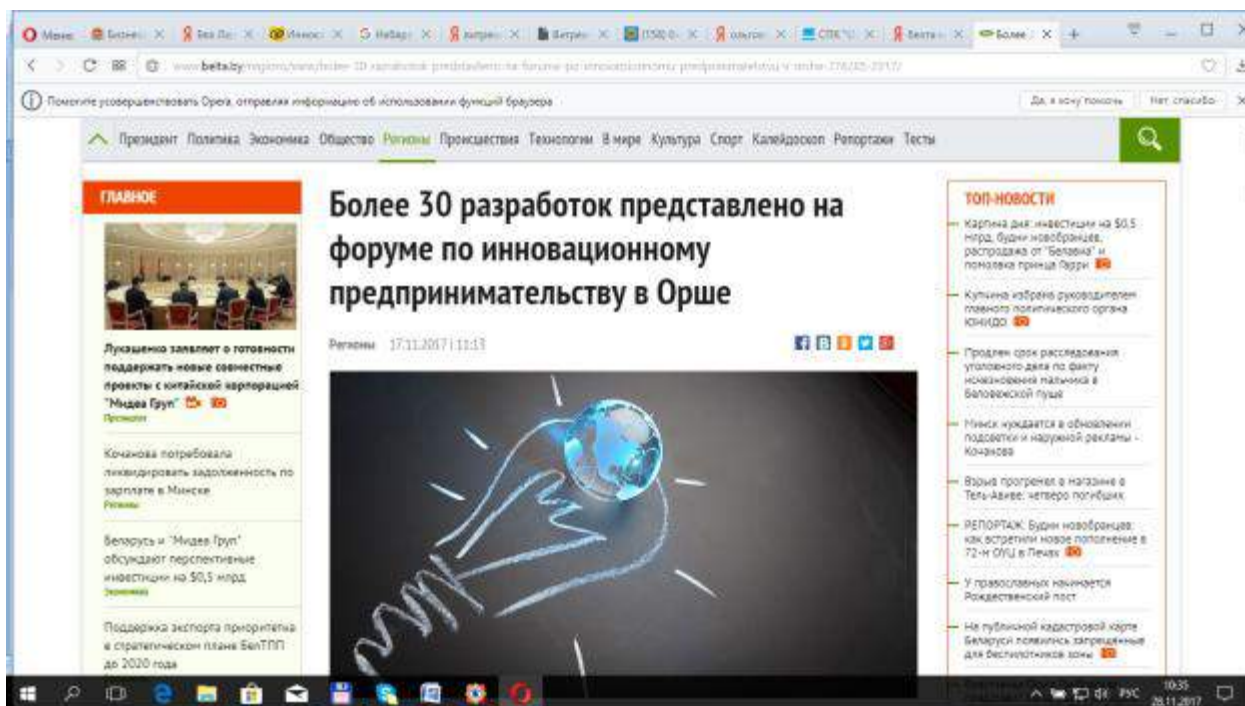 Меню
www.belta.by
Помогите усовершенствовать Opera, отправляя информацию об использовании функций браузера
Да, я хочу помочь
Нет, спасибо
Президент Политика Экономика Общество Регионы Происшествия Технологии В мире Культура Спорт Калейдоскоп Репортажи Тесты
ГЛАВНОЕ
Лукашенко заявляет о готовности
поддержать новые совместные
проекты с китайской корпорацией
"Мидеа Груп"
Президент
Кочанова потребовала
ликвидировать задолженность по
зарплате в Минске
Регионы
Беларусь и "Мидеа Груп"
обсуждают перспективные
инвестиции на $0,5 млрд
Экономика
Поддержка экспорта приоритетна
в стратегическом плане БелТПП
до 2020 года
Более 30 разработок представлено на
форуме по инновационному
предпринимательству в Орше
Регионы 17.11.2017 | 11:13
ТОП-НОВОСТИ
Картина дня: инвестиции на $0,5
млрд, будни новобранцев,
распродажа от "Белавиа" и
помолвка принца Гарри
Купчина избрана руководителем
главного политического органа
ЮНИДО
Продлен срок расследования
уголовного дела по факту
исчезновения мальчика в
Беловежской пуще
Минск нуждается в обновлении
подсветки и наружной рекламы -
Кочанова
Взрыв прогремел в магазине в
Тель-Авиве: четверо погибших
РЕПОРТАЖ: Будни новобранцев:
как встретили новое пополнение в
72-м ОУЦ в Печах
У православных начинается
Рождественский пост
На публичной кадастровой карте
Беларуси появились запрещенные
для беспилотников зоны
РУС
10:35
28.11.2017